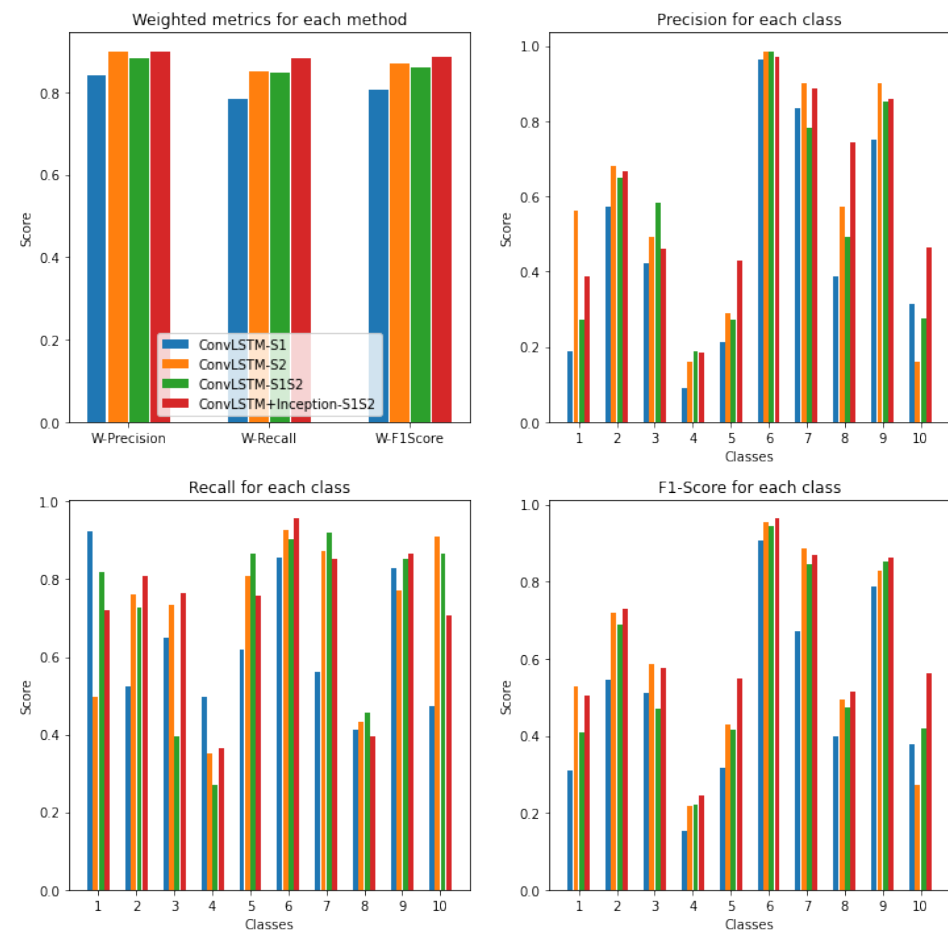 Weighted metrics for each method
Score
0.8
0.6
0.4
0.2
0.0
ConvLSTM-S1
ConvLSTM-S2
ConvLSTM-S1S2
ConvLSTM+Inception-S1S2
W-Precision W-Recall W-F1Score
Precision for each class
Score
1.0
0.8
0.6
0.4
0.2
0.0
1 2 3 4 5 6 7 8 9 10
Classes
Recall for each class
Score
1.0
0.8
0.6
0.4
0.2
0.0
1 2 3 4 5 6 7 8 9 10
Classes
F1-Score for each class
Score
1.0
0.8
0.6
0.4
0.2
0.0
1 2 3 4 5 6 7 8 9 10
Classes